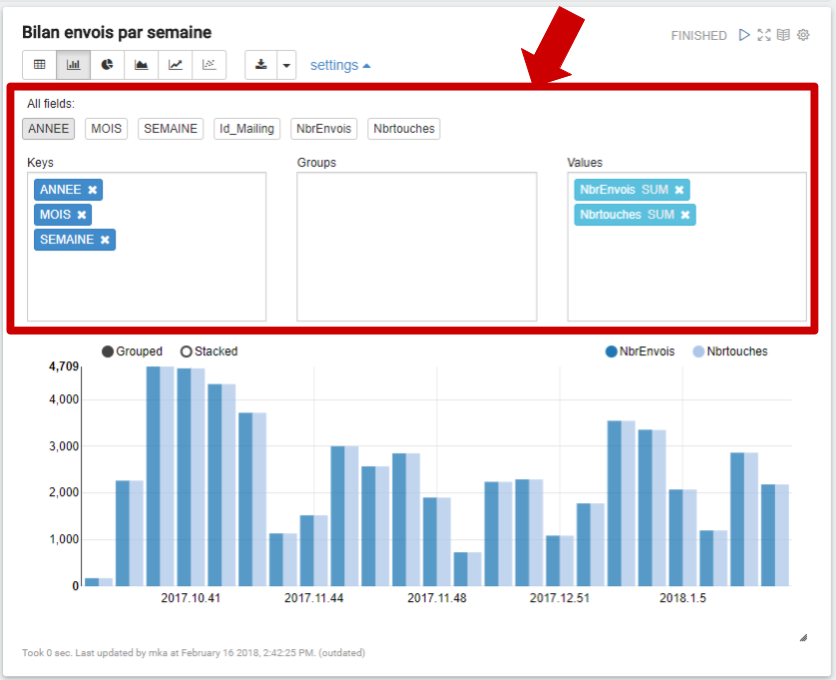 Bilan envois par semaine
FINISHED
settings
All fields:
ANNEE MOIS SEMAINE Id_Mailing NbrEnvois Nbrtouches
Keys Groups Values
ANNEE NbrEnvois SUM
MOIS Nbrtouches SUM
SEMAINE
Grouped Stacked NbrEnvois Nbrtouches
4,709
4,000
3,000
2,000
1,000
0
2017.10.41 2017.11.44 2017.11.48 2017.12.51 2018.1.5
Took 0 sec. Last updated by mka at February 16 2018, 2:42:25 PM. (outdated)